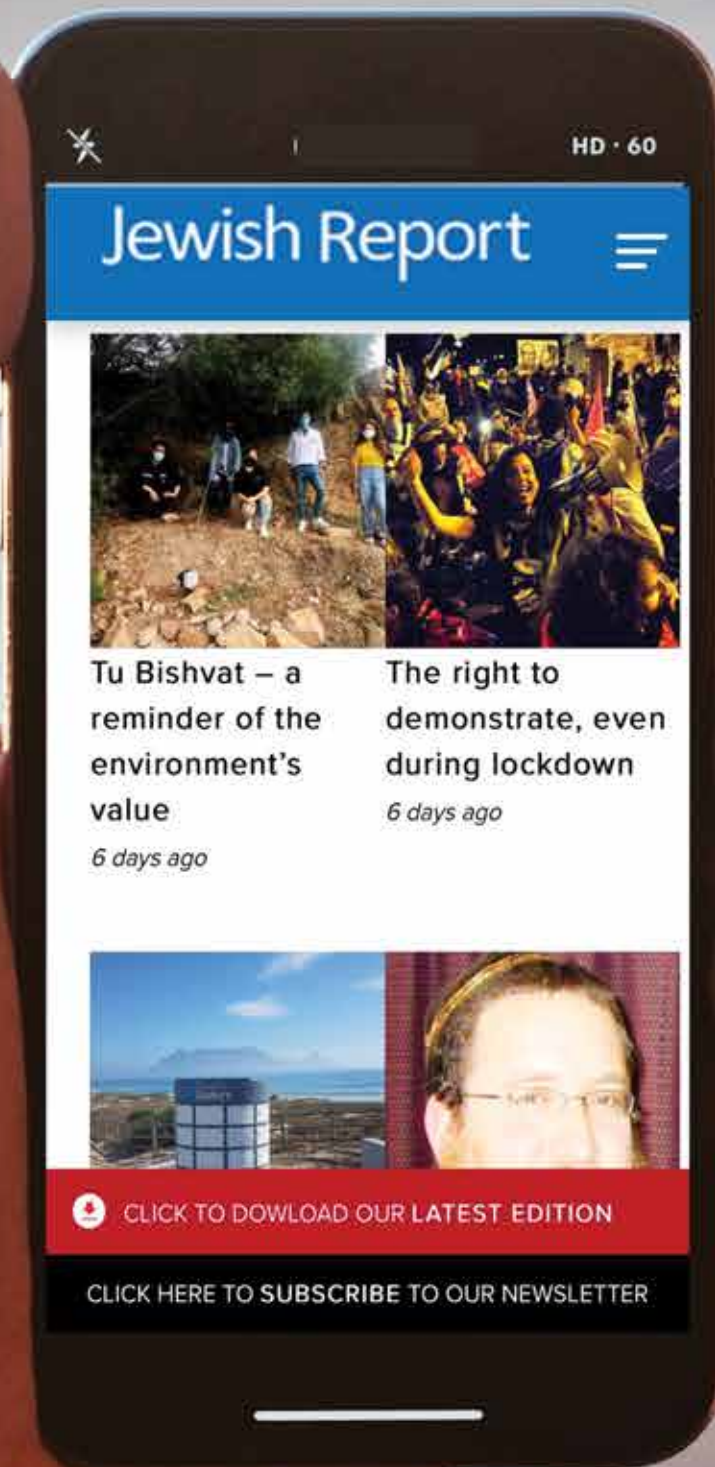 HD · 60
Jewish Report
Tu Bishvat – a
reminder of the
environment's
value
6 days ago
The right to
demonstrate, even
during lockdown
6 days ago
CLICK TO DOWLOAD OUR LATEST EDITION
CLICK HERE TO SUBSCRIBE TO OUR NEWSLETTER